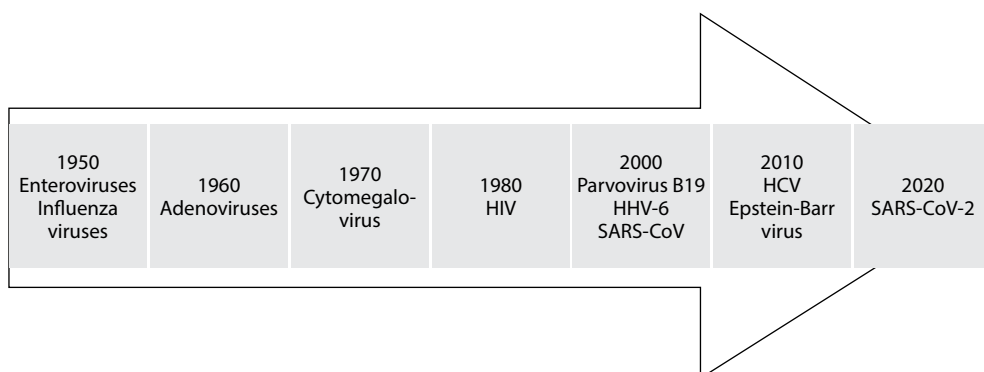 1950
Enteroviruses
Influenza
viruses
1960
Adenoviruses
1970
Cytomegalo-
virus
1980
HIV
2000
Parvovirus B19
HHV-6
SARS-CoV
2010
HCV
Epstein-Barr
virus
2020
SARS-CoV-2